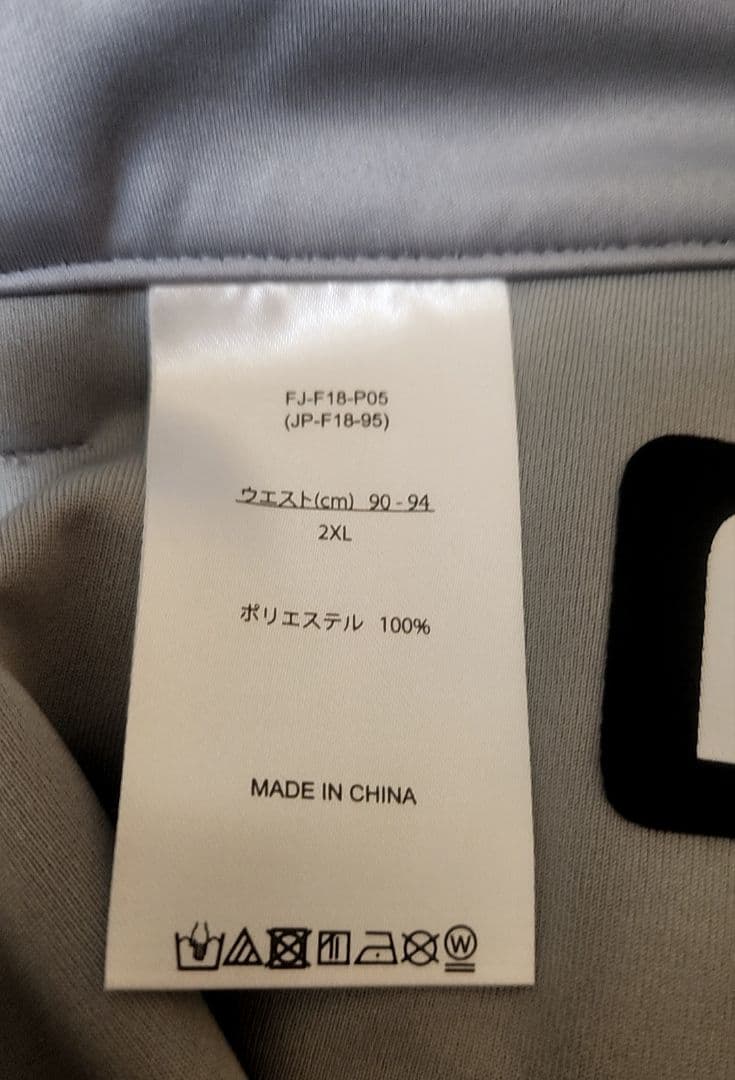 FJ-F18-P05
(JP-F18-95)
ウエスト(cm) 90 - 94
2XL
ポリエステル 100%
MADE IN CHINA
W